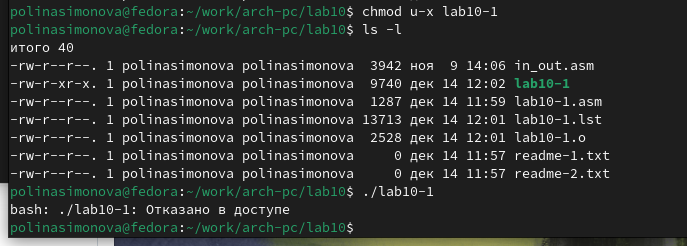 polinasimonova@fedora:~/work/arch-pc/lab10$ chmod u-x lab10-1
polinasimonova@fedora:~/work/arch-pc/lab10$ ls -l
итого 40
-rw-r--r--. 1 polinasimonova polinasimonova  3942 ноя  9 14:06 in_out.asm
-rw-r-xr-x. 1 polinasimonova polinasimonova  9740 дек 14 12:02 lab10-1
-rw-r--r--. 1 polinasimonova polinasimonova  1287 дек 14 11:59 lab10-1.asm
-rw-r--r--. 1 polinasimonova polinasimonova 13713 дек 14 12:01 lab10-1.lst
-rw-r--r--. 1 polinasimonova polinasimonova  2528 дек 14 12:01 lab10-1.o
-rw-r--r--. 1 polinasimonova polinasimonova     0 дек 14 11:57 readme-1.txt
-rw-r--r--. 1 polinasimonova polinasimonova     0 дек 14 11:57 readme-2.txt
polinasimonova@fedora:~/work/arch-pc/lab10$ ./lab10-1
bash: ./lab10-1: Отказано в доступе
polinasimonova@fedora:~/work/arch-pc/lab10$